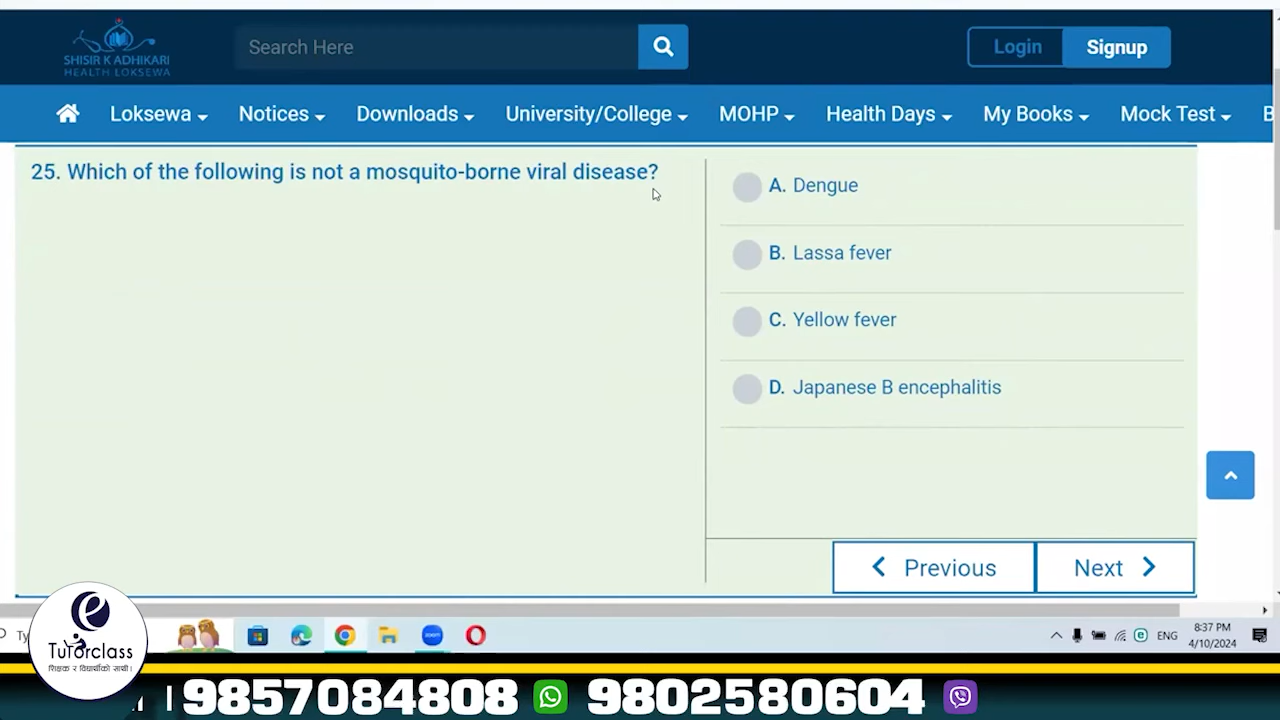 SHISIR K ADHIKARI
HEALTH LOKSEWA
Search Here
Login
Signup
Loksewa
Notices
Downloads
University/College
MOHP
Health Days
My Books
Mock Test
B
25. Which of the following is not a mosquito-borne viral disease?
A. Dengue
B. Lassa fever
C. Yellow fever
D. Japanese B encephalitis
Previous
Next
Ty
ENG
8:37 PM
4/10/2024
e
Tutorclass
शिक्षक र विद्यार्थीको साथी।
9857084808
9802580604